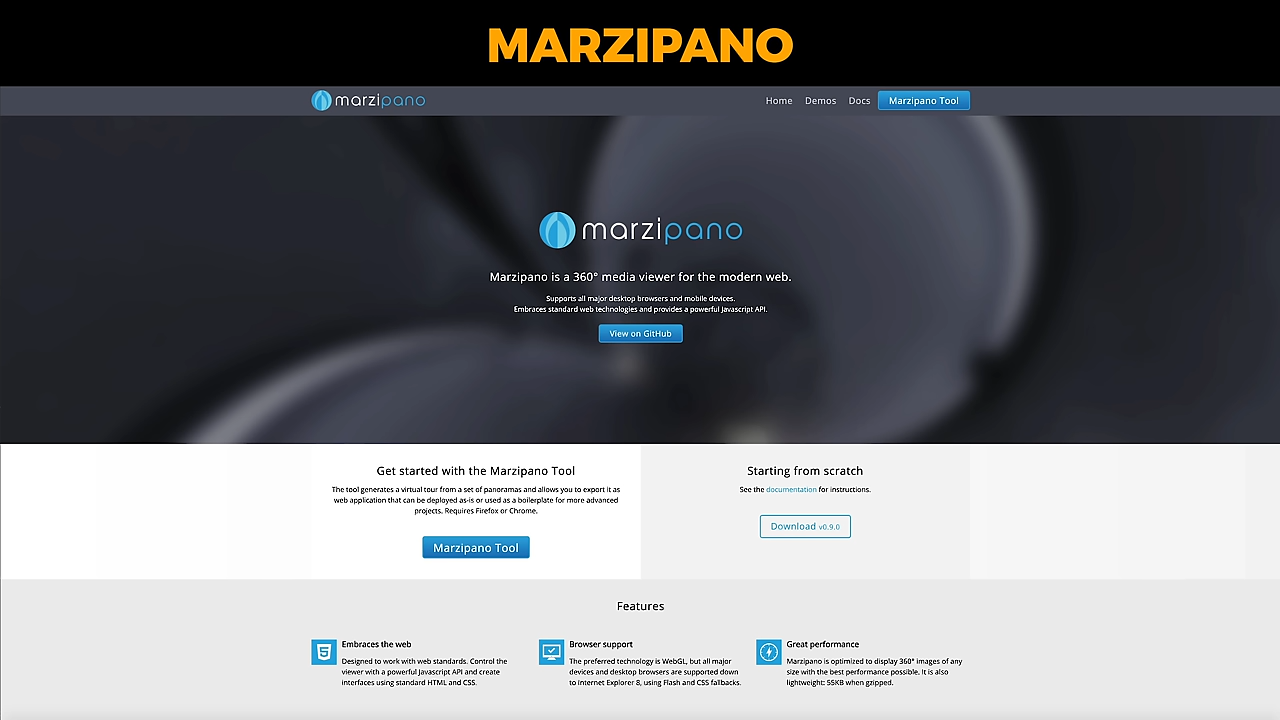 MARZIPANO
marzipano
Home Demos Docs Marzipano Tool
marzipano
Marzipano is a 360° media viewer for the modern web.
Supports all major desktop browsers and mobile devices.
Embraces standard web technologies and provides a powerful Javascript API.
View on GitHub
Get started with the Marzipano Tool
The tool generates a virtual tour from a set of panoramas and allows you to export it as
web application that can be deployed as-is or used as a boilerplate for more advanced
projects. Requires Firefox or Chrome.
Marzipano Tool
Starting from scratch
See the documentation for instructions.
Download v0.9.0
Features
Embraces the web
Designed to work with web standards. Control the
viewer with a powerful Javascript API and create
interfaces using standard HTML and CSS.
Browser support
The preferred technology is WebGL, but all major
devices and desktop browsers are supported down
to Internet Explorer 8, using Flash and CSS fallbacks.
Great performance
Marzipano is optimized to display 360° images of any
size with the best performance possible. It is also
lightweight: 55KB when gzipped.